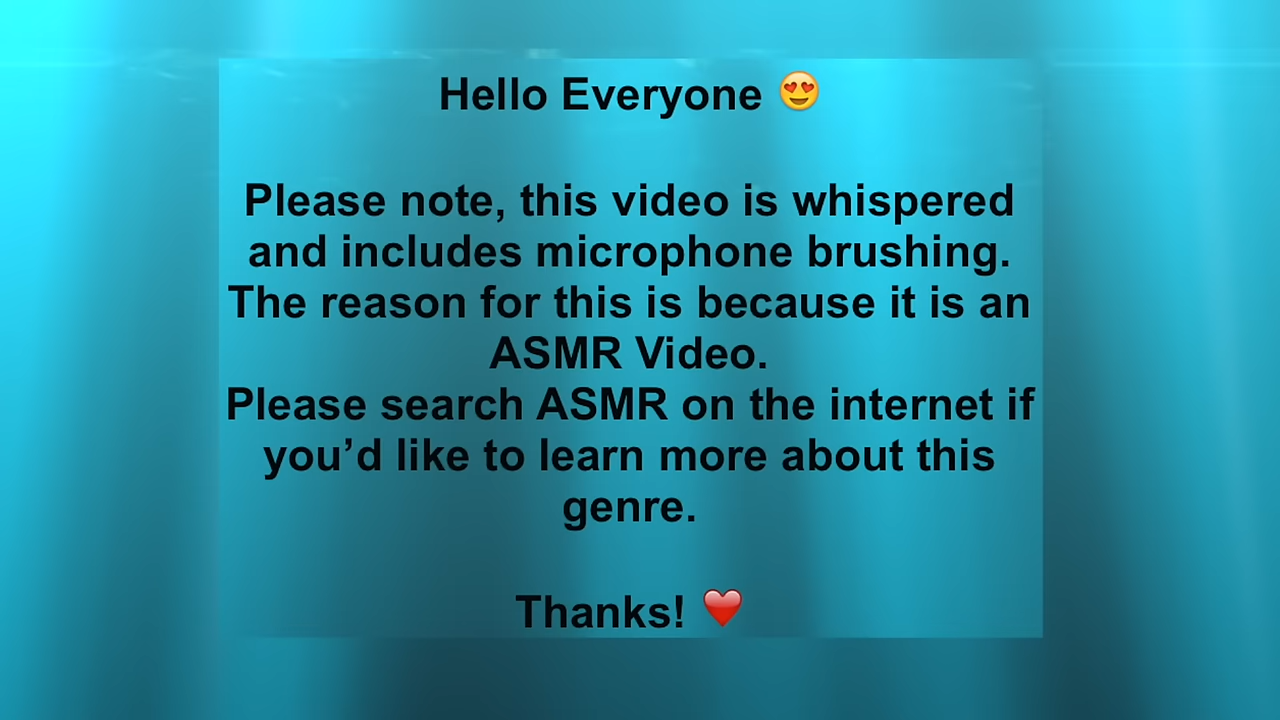 Hello Everyone 😍
Please note, this video is whispered
and includes microphone brushing.
The reason for this is because it is an
ASMR Video.
Please search ASMR on the internet if
you’d like to learn more about this
genre.
Thanks! ❤️